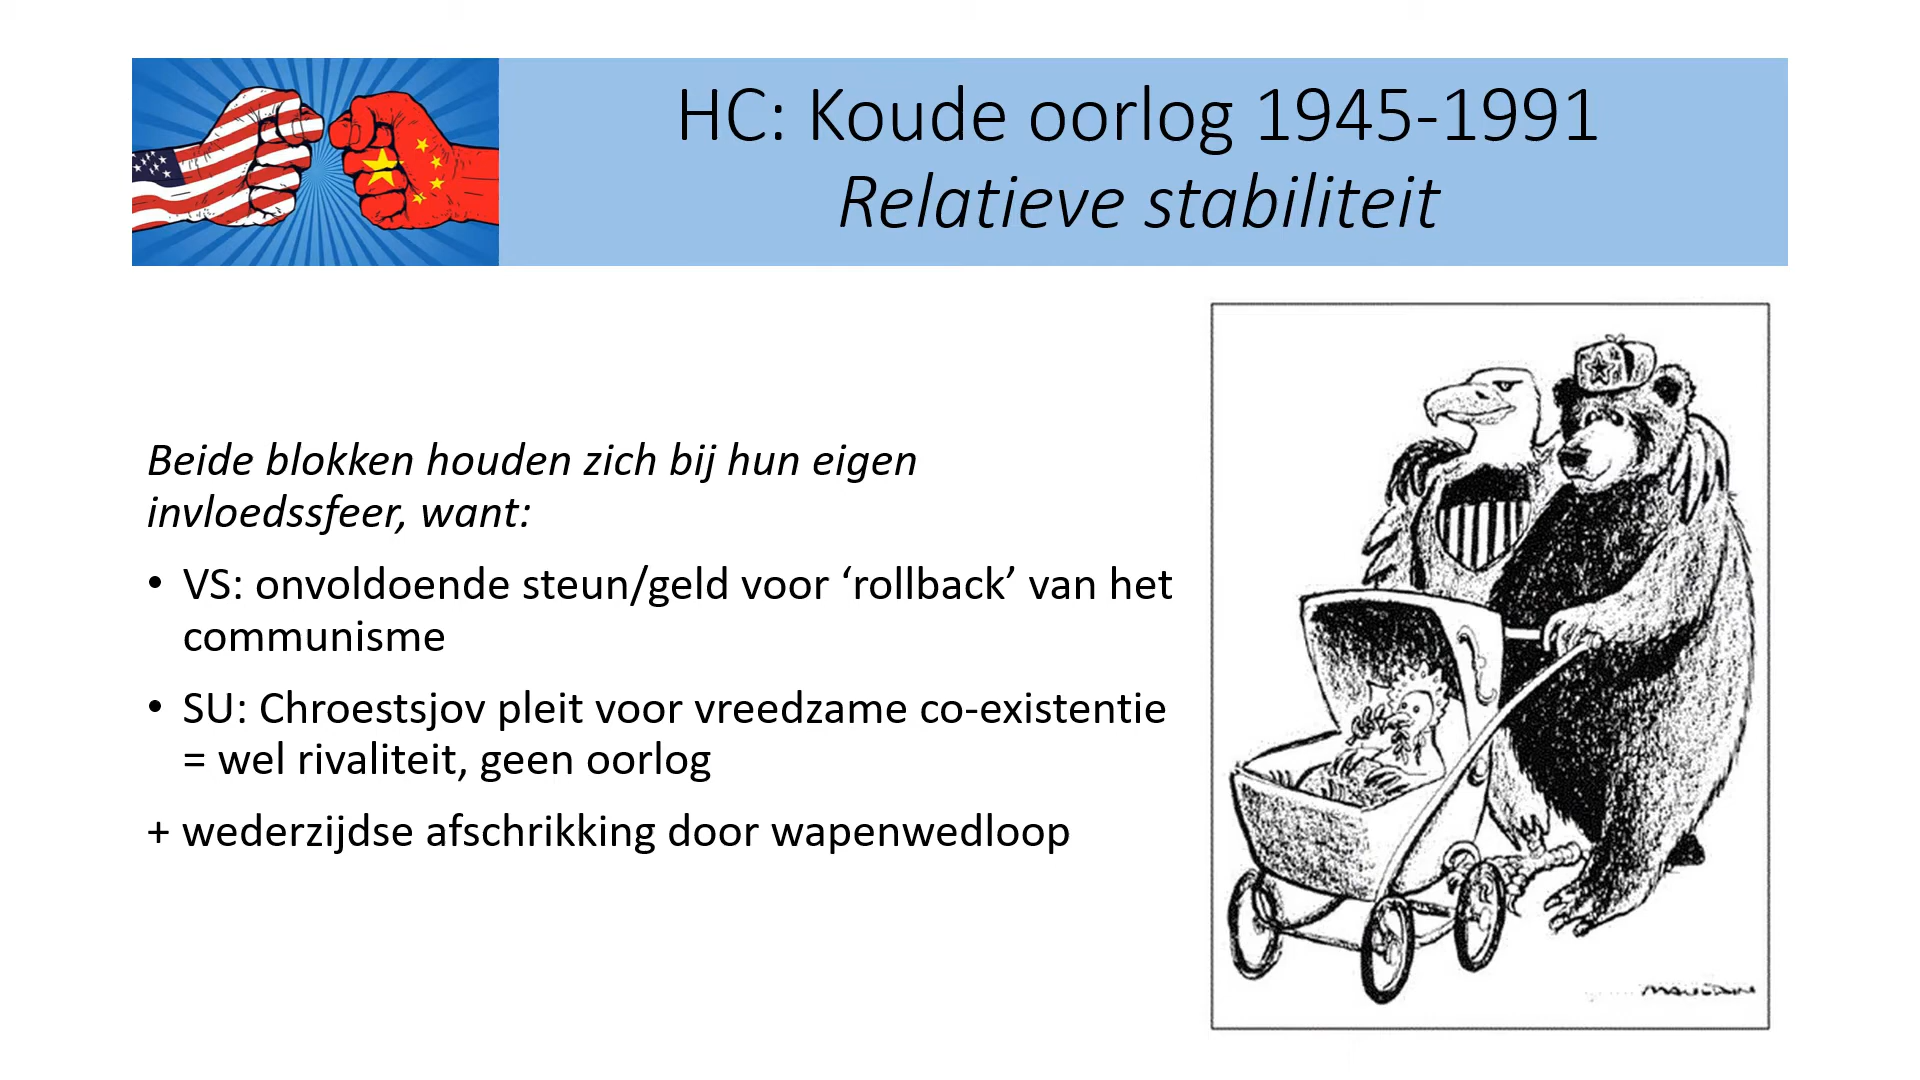 HC: Koude oorlog 1945-1991
Relatieve stabiliteit
Beide blokken houden zich bij hun eigen
invloedssfeer, want:
• VS: onvoldoende steun/geld voor ‘rollback’ van het
communisme
• SU: Chroestsjov pleit voor vreedzame co-existentie
= wel rivaliteit, geen oorlog
+ wederzijdse afschrikking door wapenwedloop
MAULDIN